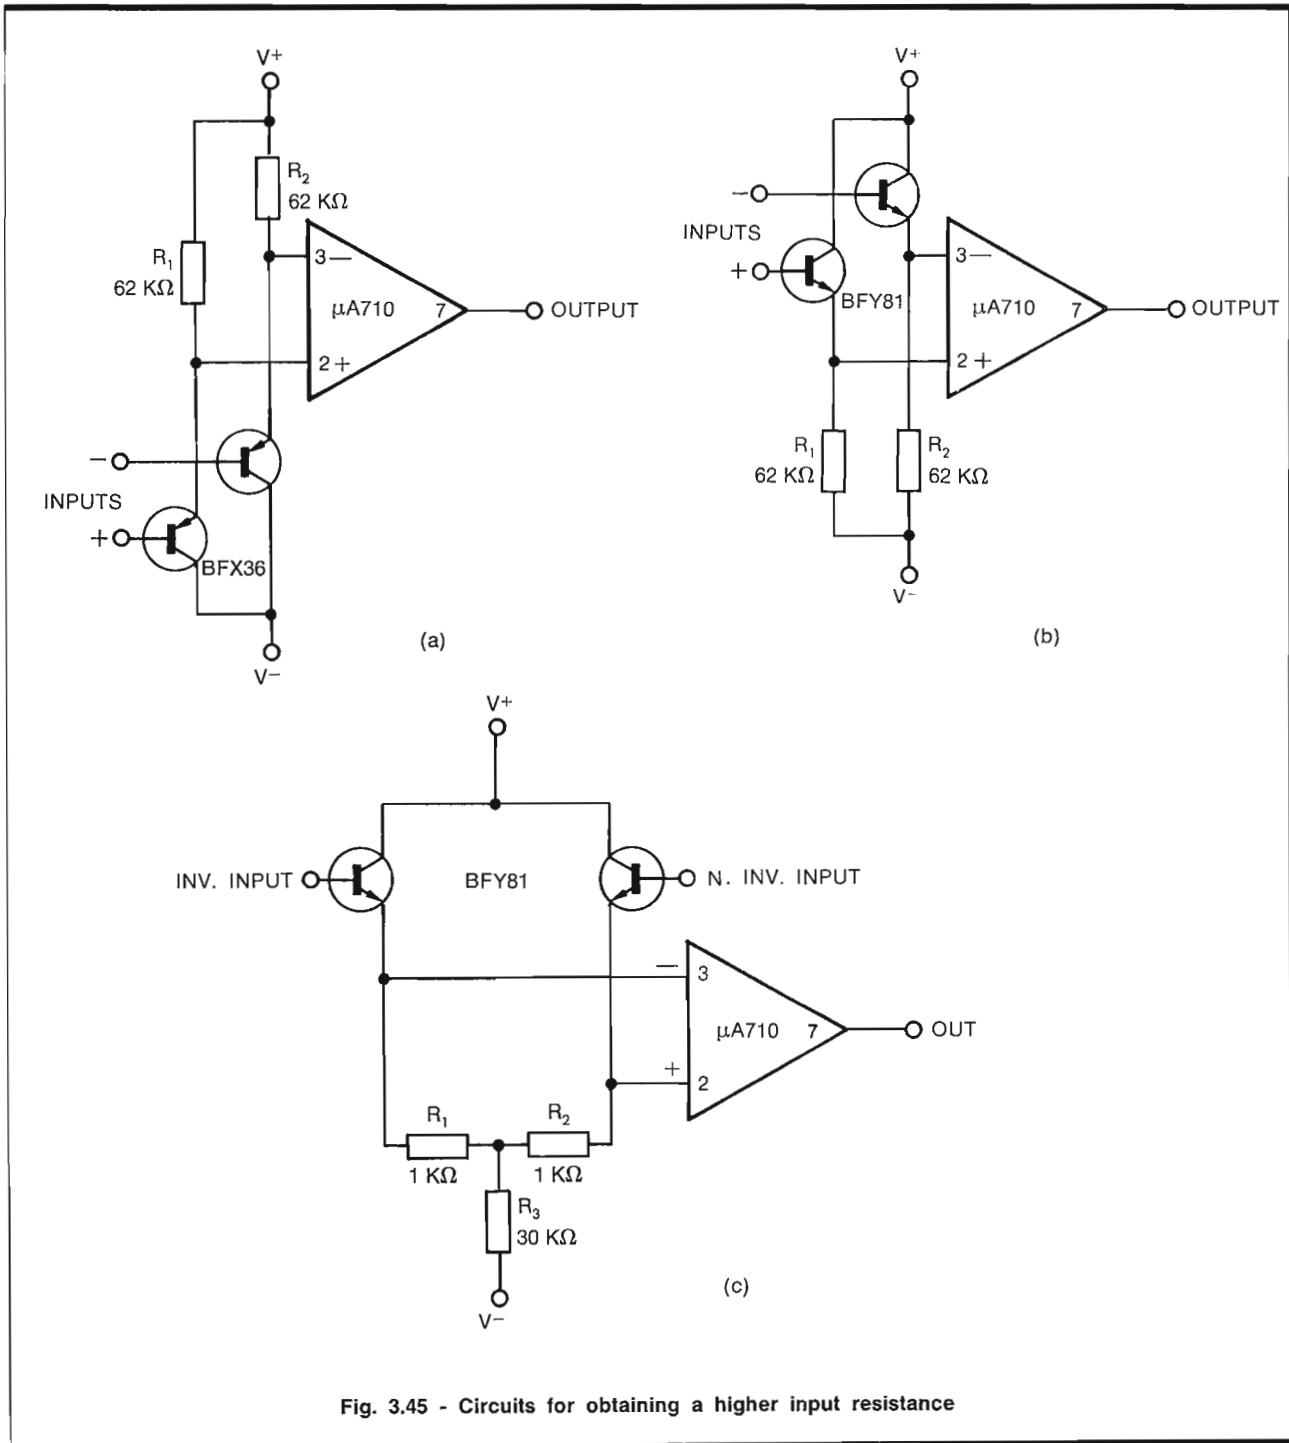 V+
R2
62 KΩ
3 −
R1
62 KΩ
μA710
7
OUTPUT
2 +
−
INPUTS
+
BFX36
V−
(a)
V+
−
INPUTS
+
BFY81
3 −
μA710
7
OUTPUT
2 +
R1
62 KΩ
R2
62 KΩ
V−
(b)
V+
INV. INPUT
BFY81
N. INV. INPUT
−
3
μA710
7
OUT
+
2
R1
1 KΩ
R2
1 KΩ
R3
30 KΩ
V−
(c)
Fig. 3.45 - Circuits for obtaining a higher input resistance